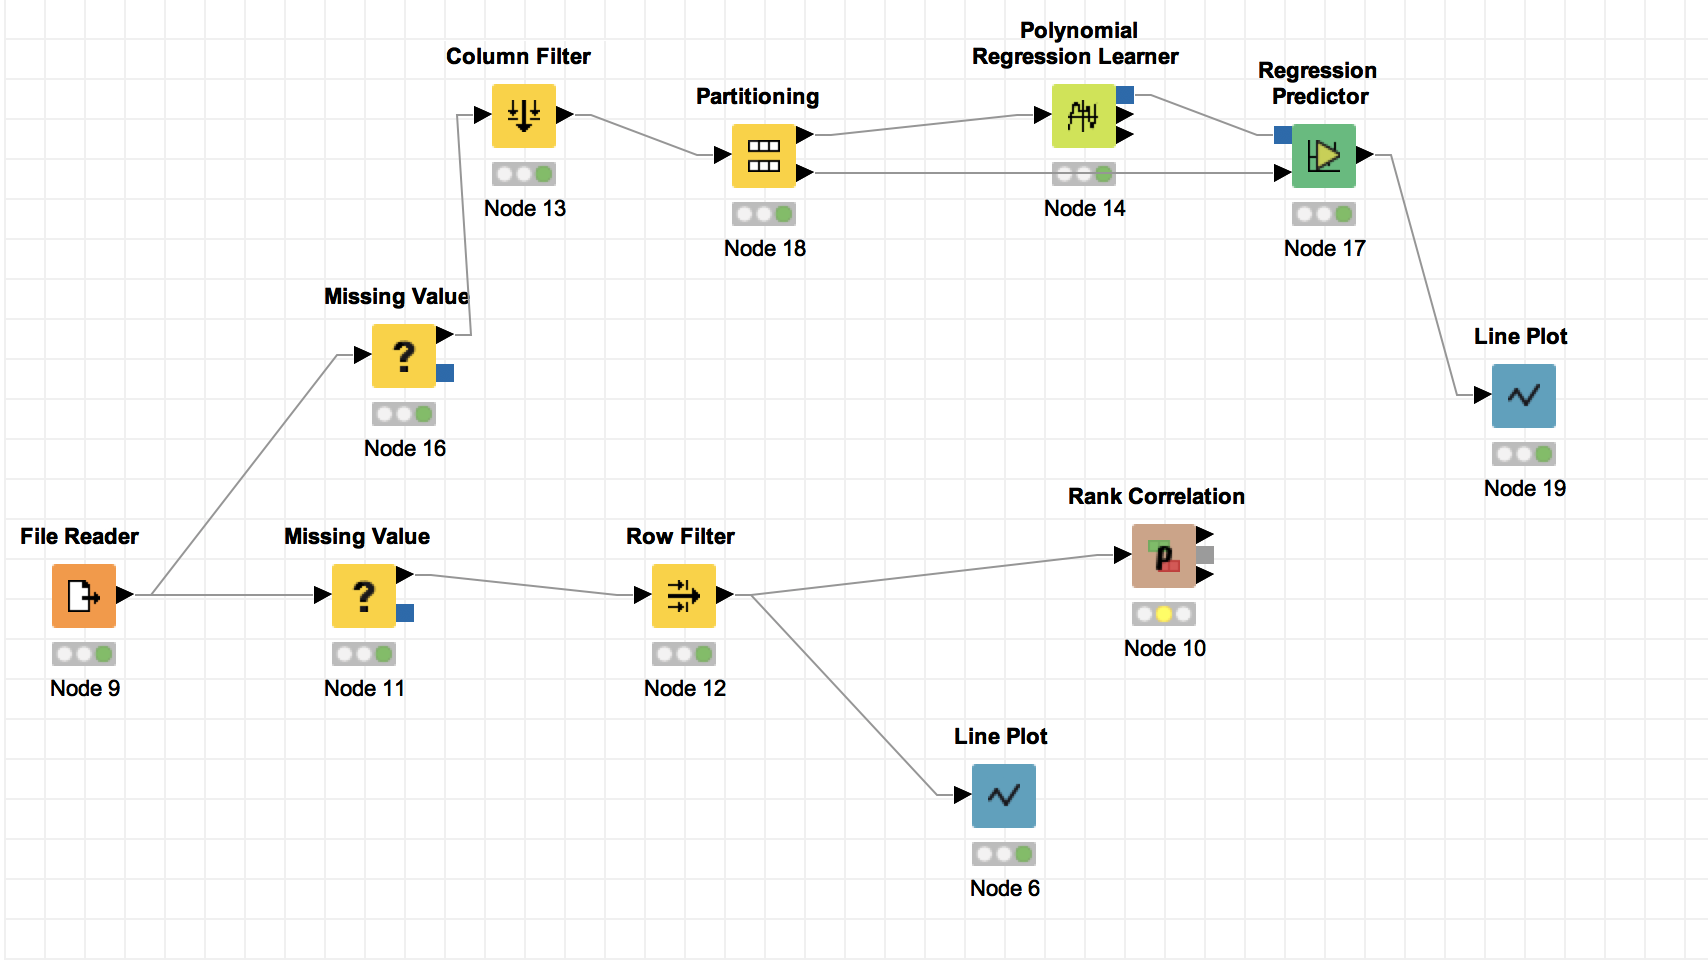 Polynomial
Regression Learner
Column Filter
Regression
Predictor
Partitioning
Node 13
Node 14
Node 18
Node 17
Missing Value
?
Line Plot
Node 16
Node 19
Rank Correlation
File Reader
Missing Value
Row Filter
ρ
?
Node 10
Node 9
Node 11
Node 12
Line Plot
Node 6